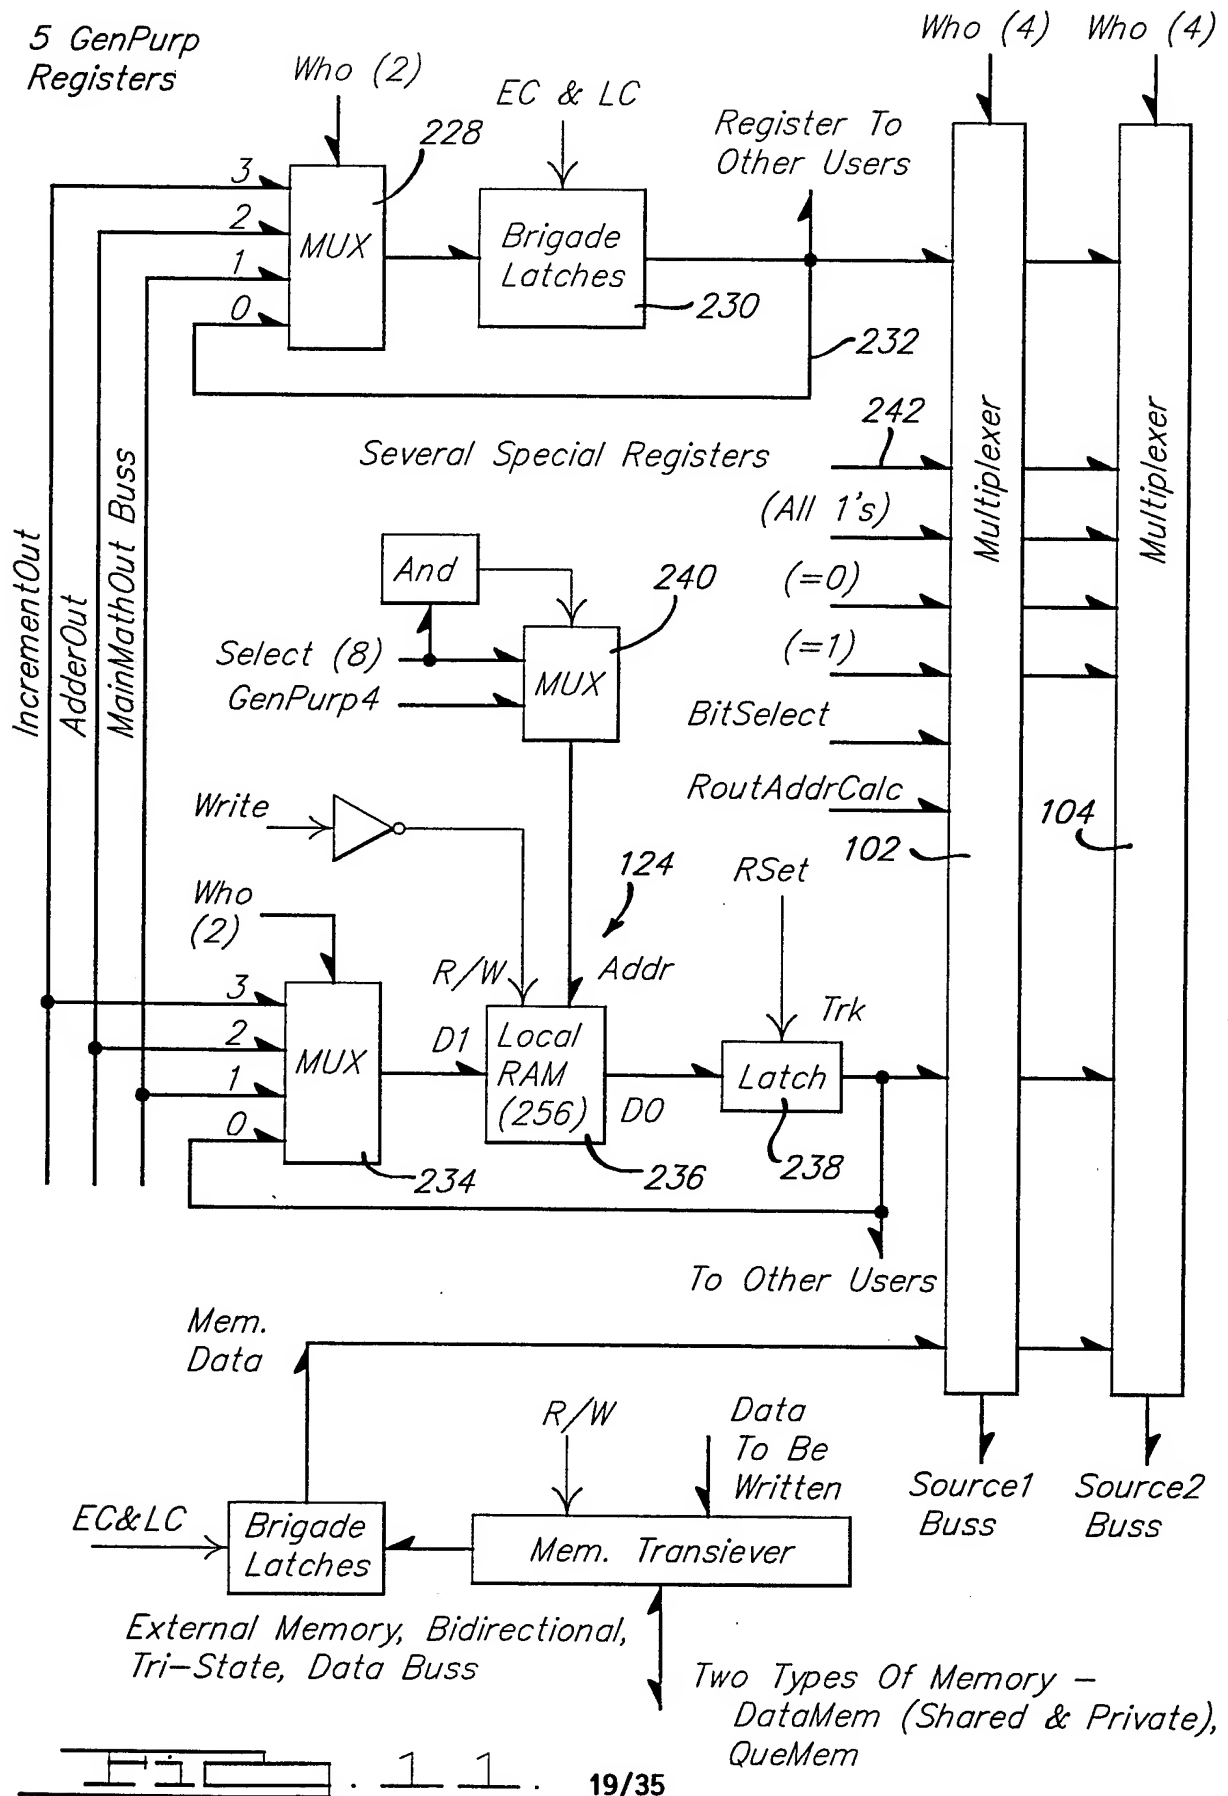 5 GenPurp
Registers
Who (2)
EC & LC
Register To
Other Users
Who (4)
Who (4)
228
3
2
1
0
MUX
Brigade
Latches
230
232
242
Several Special Registers
(All 1's)
(=0)
(=1)
BitSelect
RoutAddrCalc
Multiplexer
Multiplexer
IncrementOut
AdderOut
MainMathOut Buss
And
240
Select (8)
GenPurp4
MUX
Write
102
104
124
RSet
Who
(2)
R/W
Addr
Trk
3
2
1
0
MUX
D1
Local
RAM
(256)
DO
Latch
234
236
238
To Other Users
Mem.
Data
R/W
Data
To Be
Written
Source1
Buss
Source2
Buss
EC&LC
Brigade
Latches
Mem. Transiever
External Memory, Bidirectional,
Tri-State, Data Buss
Two Types Of Memory -
DataMem (Shared & Private),
QueMem
19/35